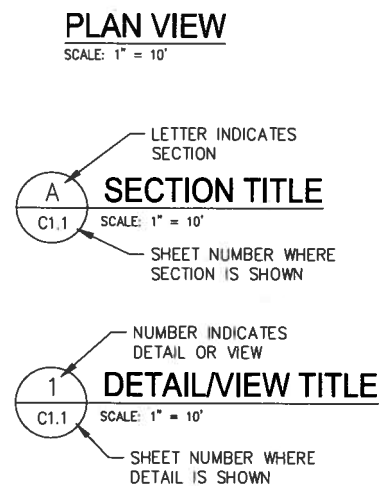 PLAN VIEW
SCALE: 1" = 10'
LETTER INDICATES
SECTION
A
SECTION TITLE
C1.1
SCALE: 1" = 10'
SHEET NUMBER WHERE
SECTION IS SHOWN
NUMBER INDICATES
DETAIL OR VIEW
1
DETAIL/VIEW TITLE
C1.1
SCALE: 1" = 10'
SHEET NUMBER WHERE
DETAIL IS SHOWN